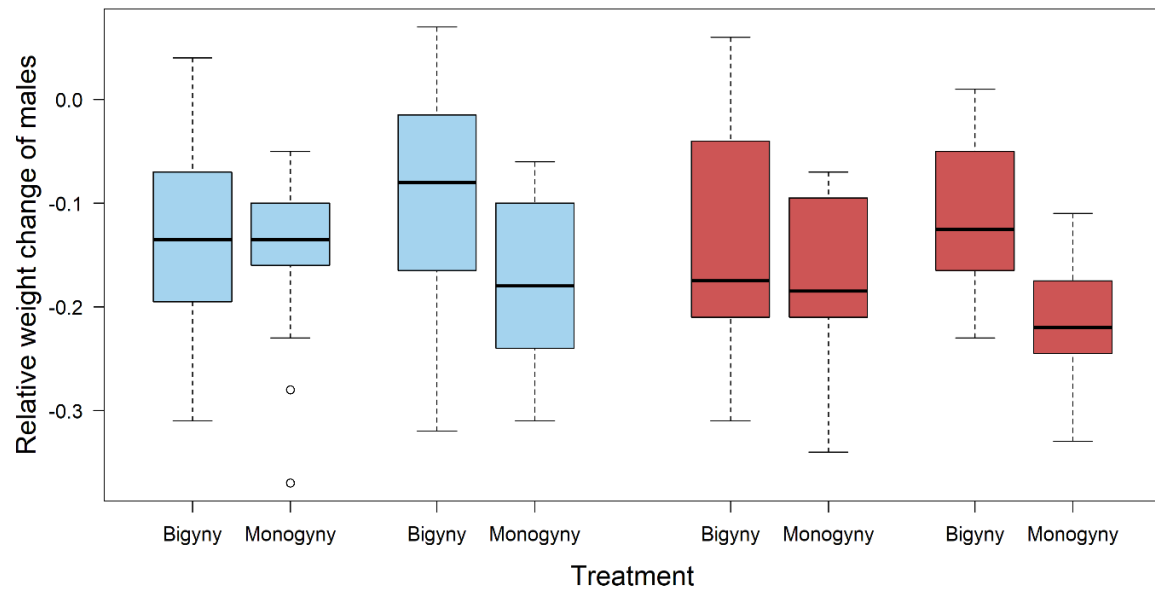 Relative weight change of males
0.0
-0.1
-0.2
-0.3
Bigyny Monogyny Bigyny Monogyny Bigyny Monogyny Bigyny Monogyny
Treatment